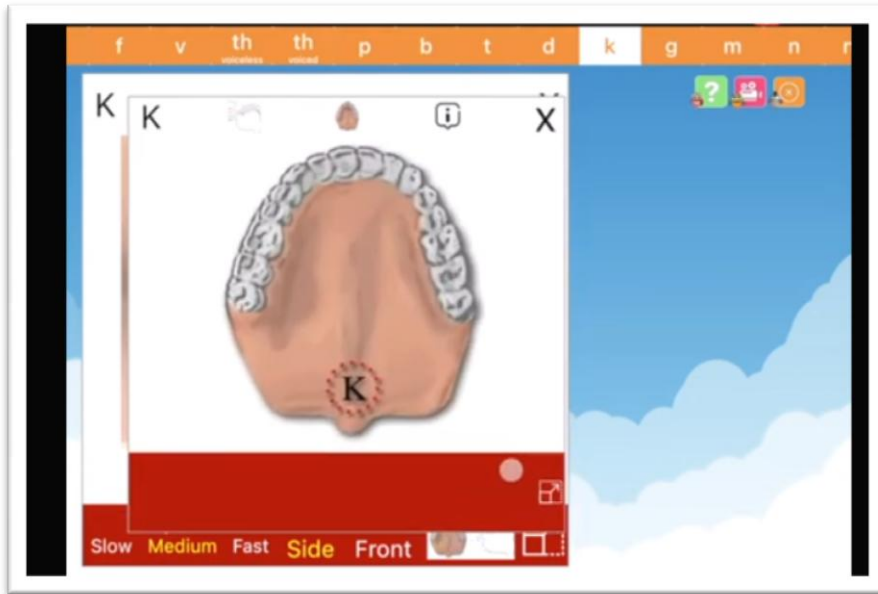 f v th th p b t d k g m n
voiceless voiced
K
K i X
K
Slow Medium Fast Side Front